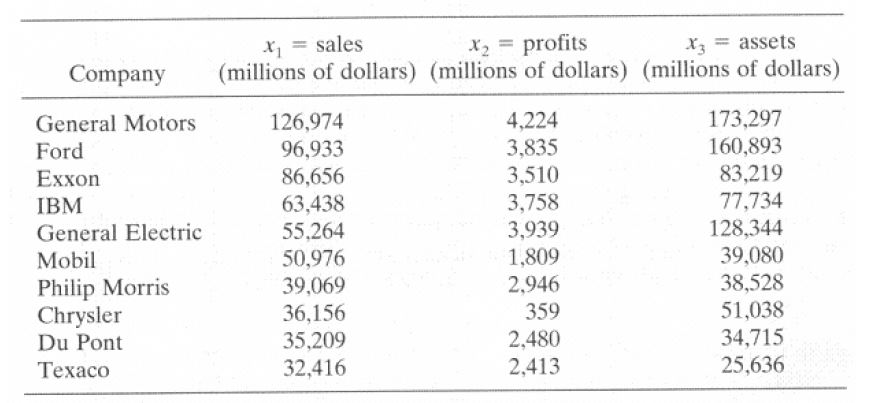 x₁ = sales x₂ = profits x₃ = assets
Company (millions of dollars) (millions of dollars) (millions of dollars)
General Motors 126,974 4,224 173,297
Ford 96,933 3,835 160,893
Exxon 86,656 3,510 83,219
IBM 63,438 3,758 77,734
General Electric 55,264 3,939 128,344
Mobil 50,976 1,809 39,080
Philip Morris 39,069 2,946 38,528
Chrysler 36,156 359 51,038
Du Pont 35,209 2,480 34,715
Texaco 32,416 2,413 25,636